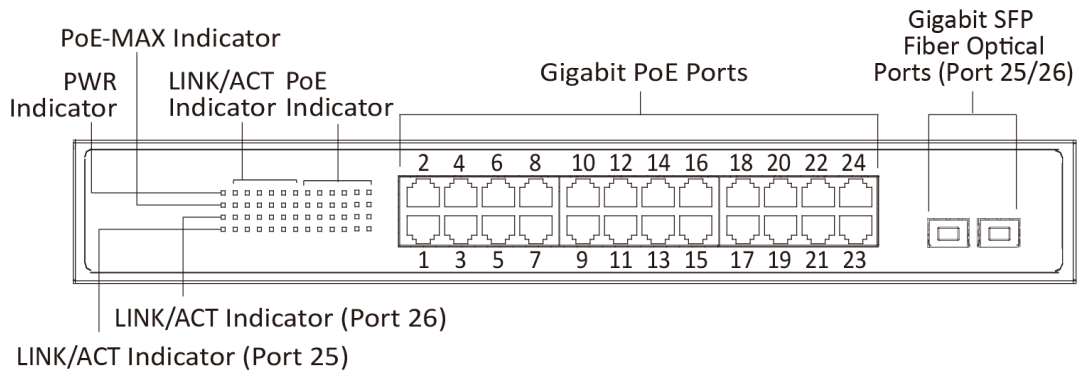 Gigabit SFP
Fiber Optical
Ports (Port 25/26)
PoE-MAX Indicator
PWR
Indicator
LINK/ACT
Indicator
PoE
Indicator
Gigabit PoE Ports
2 4 6 8 10 12 14 16 18 20 22 24
1 3 5 7 9 11 13 15 17 19 21 23
LINK/ACT Indicator (Port 26)
LINK/ACT Indicator (Port 25)